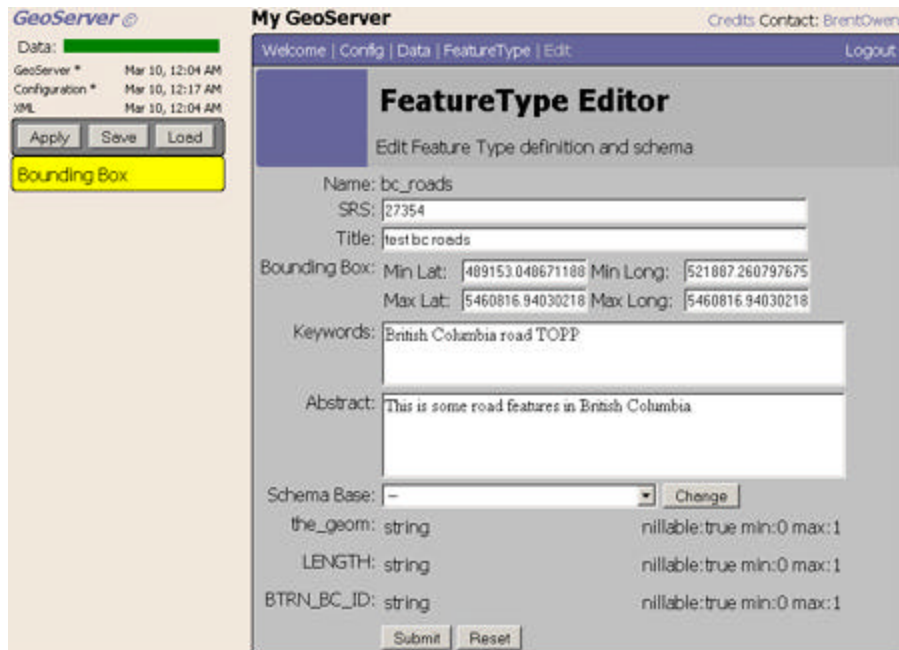 GeoServer ©
My GeoServer
Credits Contact: BrentOwen
Data:
Welcome | Config | Data | FeatureType | Edit
Logout
GeoServer * Mar 10, 12:04 AM
Configuration * Mar 10, 12:17 AM
XML Mar 10, 12:04 AM
Apply Save Load
Bounding Box
FeatureType Editor
Edit Feature Type definition and schema
Name: bc_roads
SRS: 27354
Title: test bc roads
Bounding Box: Min Lat: 489153.048671188 Min Long: 521887.260797675
Max Lat: 5460816.94030218 Max Long: 5460816.94030218
Keywords: British Columbia road TOPP
Abstract: This is some road features in British Columbia
Schema Base: -- Change
the_geom: string nillable:true min:0 max:1
LENGTH: string nillable:true min:0 max:1
BTRN_BC_ID: string nillable:true min:0 max:1
Submit Reset